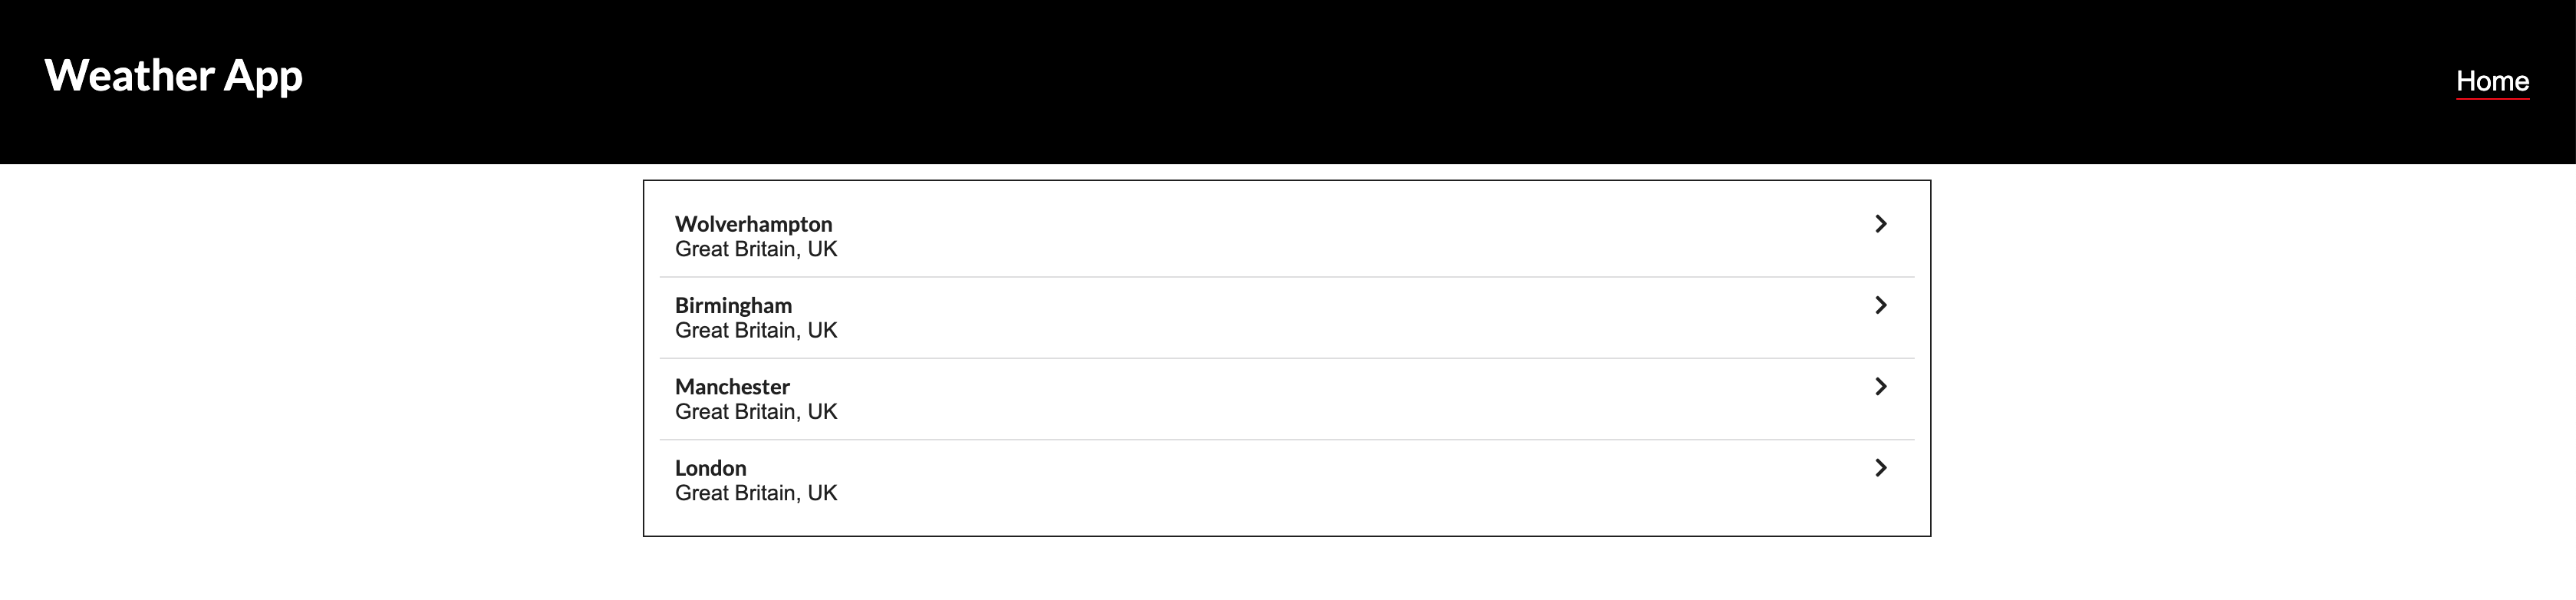 Weather App
Home
Wolverhampton
Great Britain, UK
Birmingham
Great Britain, UK
Manchester
Great Britain, UK
London
Great Britain, UK